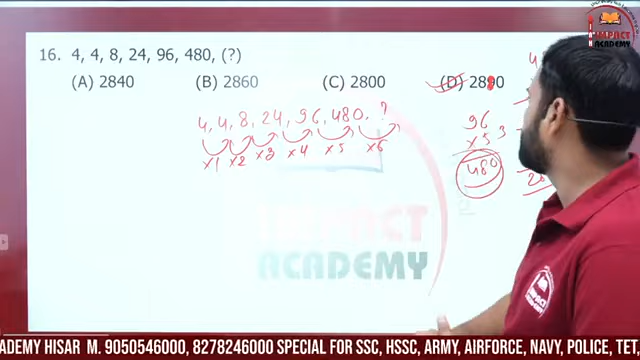 IMPACT
ACADEMY
16. 4, 4, 8, 24, 96, 480, (?)
(A) 2840 (B) 2860 (C) 2800 (D) 2890
4, 4, 8, 24, 96, 480, ?
×1 ×2 ×3 ×4 ×5 ×6
96
×5
480
IMPACT
ACADEMY
ADEMY HISAR M. 9050546000, 8278246000 SPECIAL FOR SSC, HSSC, ARMY, AIRFORCE, NAVY, POLICE, TET,